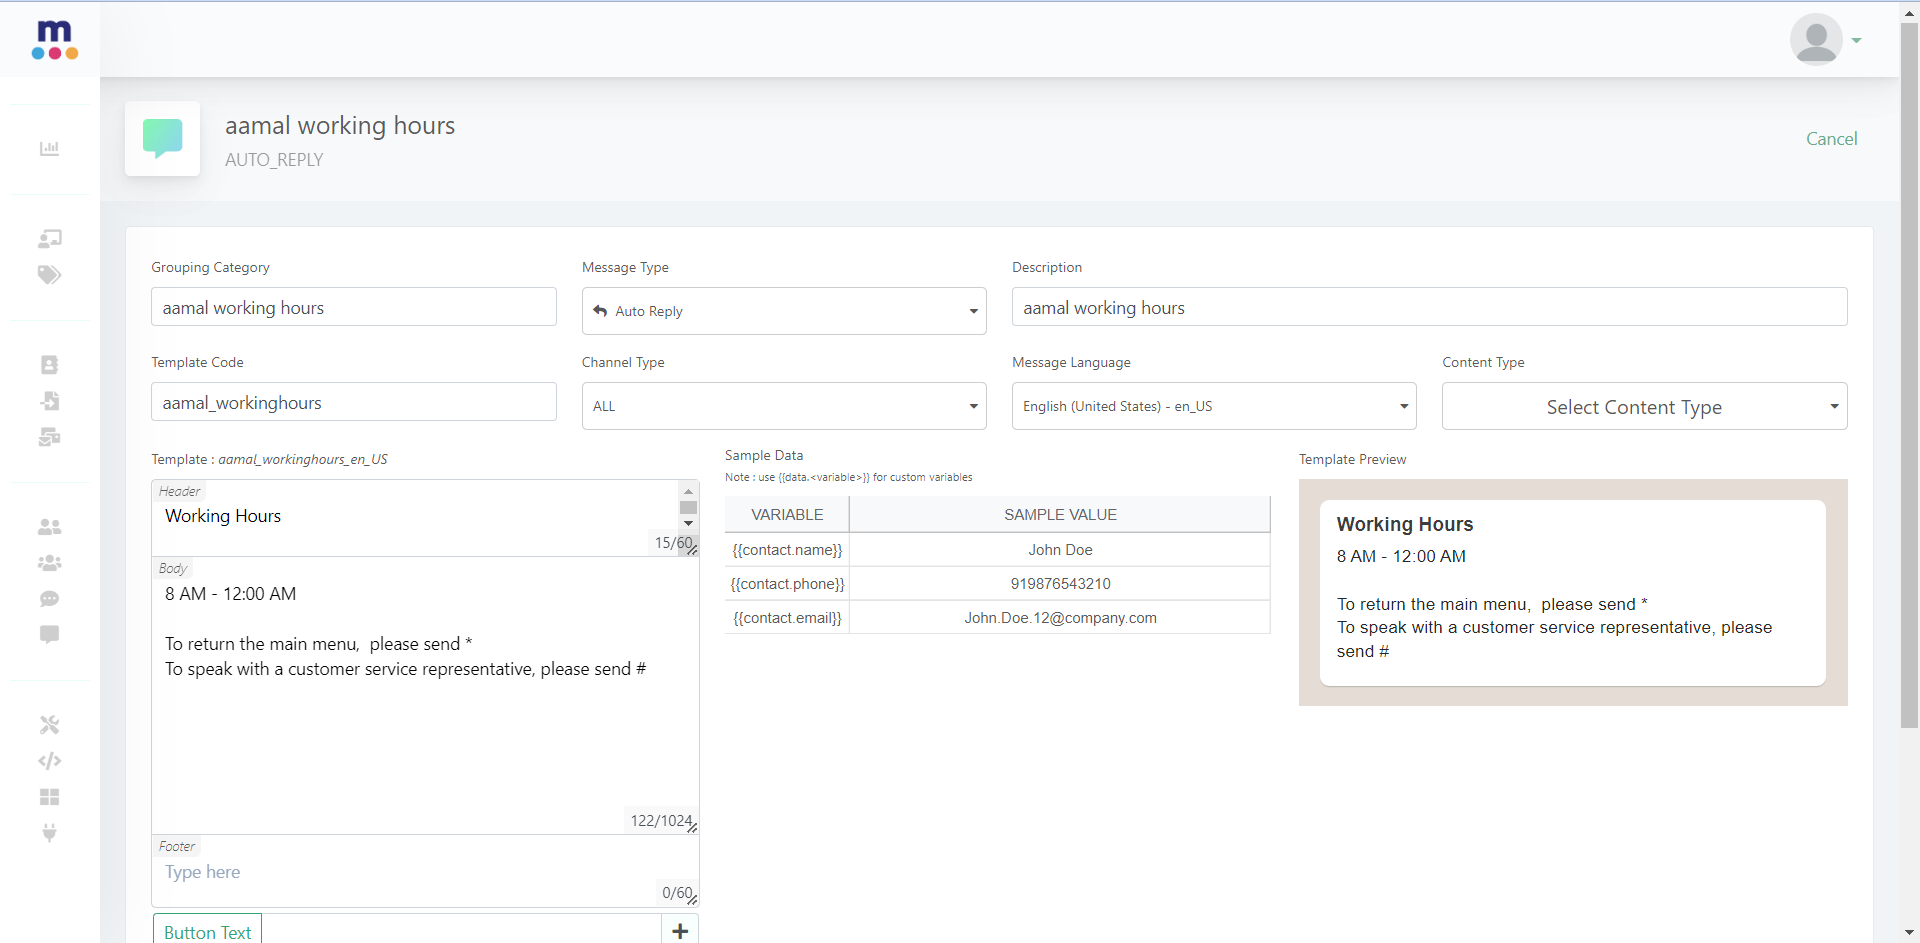 m
aamal working hours
AUTO_REPLY
Cancel
Grouping Category
Message Type
Description
aamal working hours
Auto Reply
aamal working hours
Template Code
Channel Type
Message Language
Content Type
aamal_workinghours
ALL
English (United States) - en_US
Select Content Type
Template : aamal_workinghours_en_US
Header
Working Hours
15/60
Body
8 AM - 12:00 AM
To return the main menu,  please send *
To speak with a customer service representative, please send #
122/1024
Footer
Type here
0/60
Button Text
+
Sample Data
Note : use {{data.<variable>}} for custom variables
VARIABLE SAMPLE VALUE
{{contact.name}} John Doe
{{contact.phone}} 919876543210
{{contact.email}} John.Doe.12@company.com
Template Preview
Working Hours
8 AM - 12:00 AM
To return the main menu,  please send *
To speak with a customer service representative, please
send #